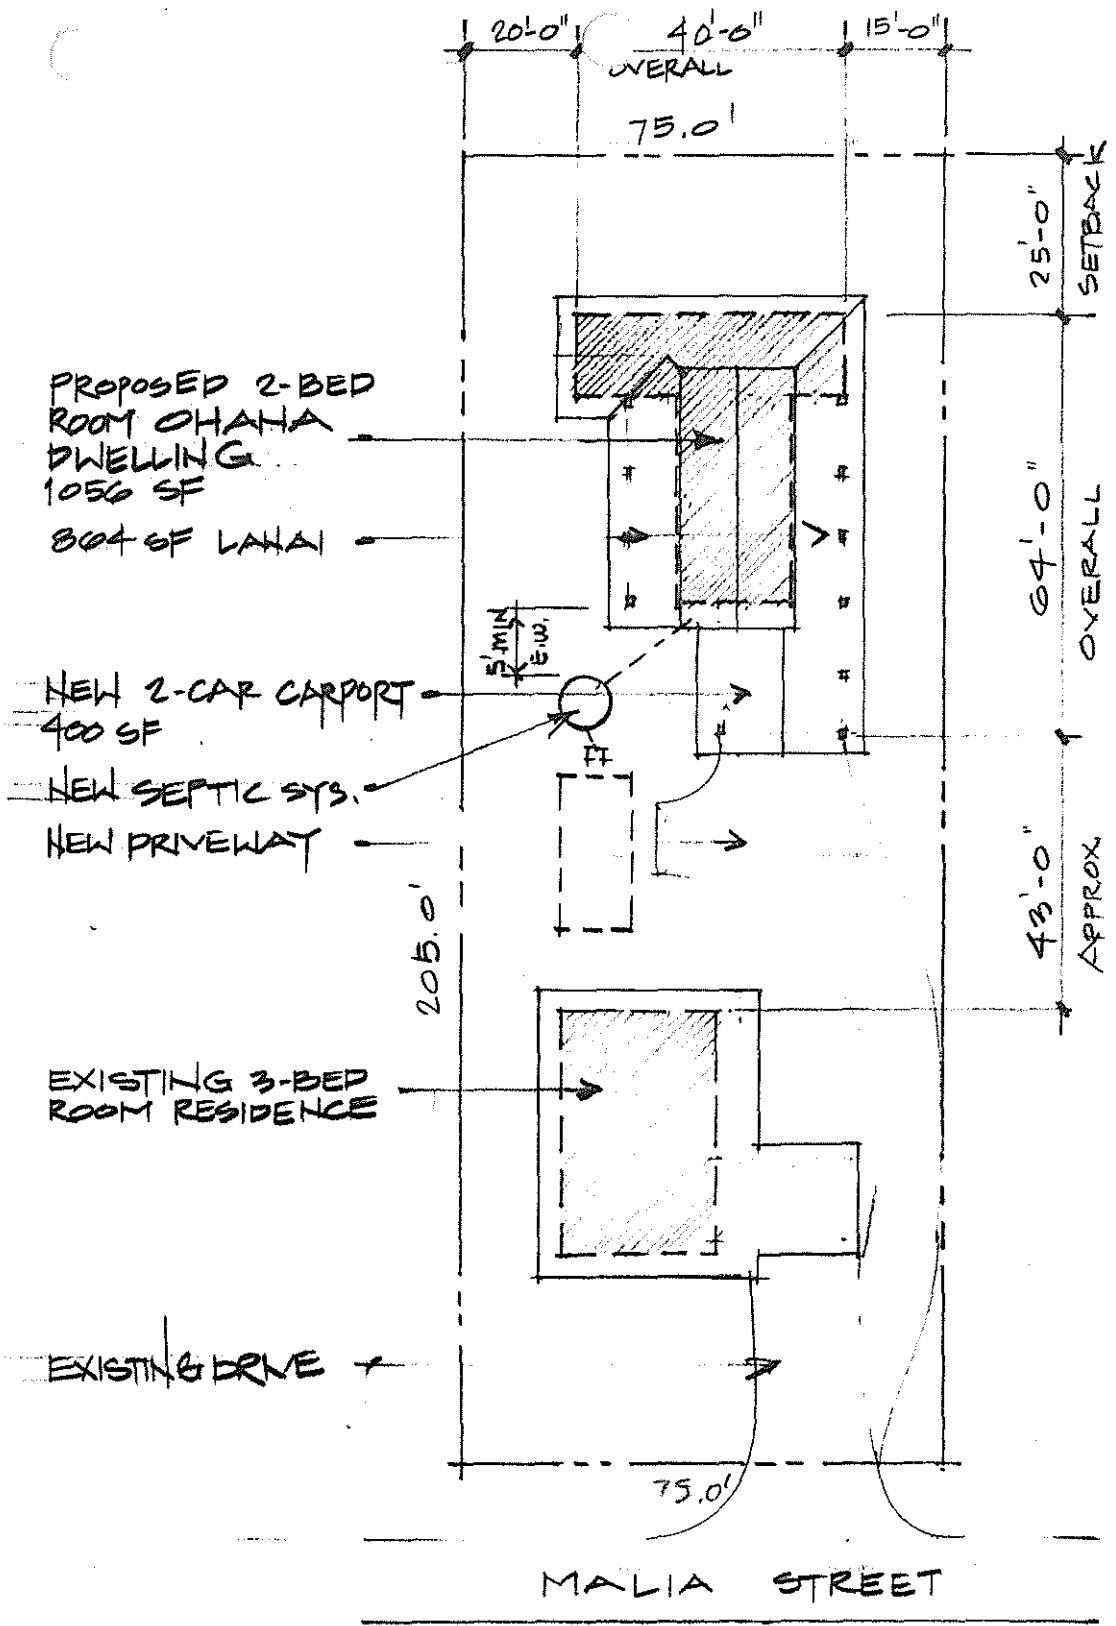 20'-0" 40'-0" 15'-0"
OVERALL
75.0'
25'-0"
SETBACK
PROPOSED 2-BED
ROOM OHANA
DWELLING
1056 SF
864 SF LANAI
64'-0"
OVERALL
5' MIN
E.W.
NEW 2-CAR CARPORT
400 SF
NEW SEPTIC SYS.
NEW DRIVEWAY
43'-0"
APPROX.
205.0'
EXISTING 3-BED
ROOM RESIDENCE
EXISTING DRIVE
75.0'
MALIA STREET